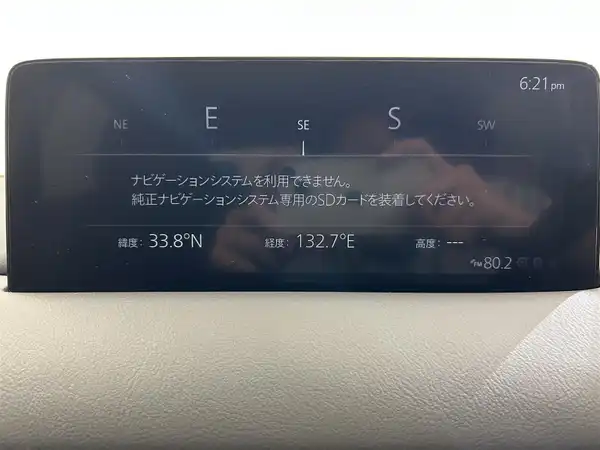 6:21pm
NE E SE S SW
ナビゲーションシステムを利用できません。
純正ナビゲーションシステム専用のSDカードを装着してください。
緯度: 33.8°N 経度: 132.7°E 高度: ---
FM 80.2